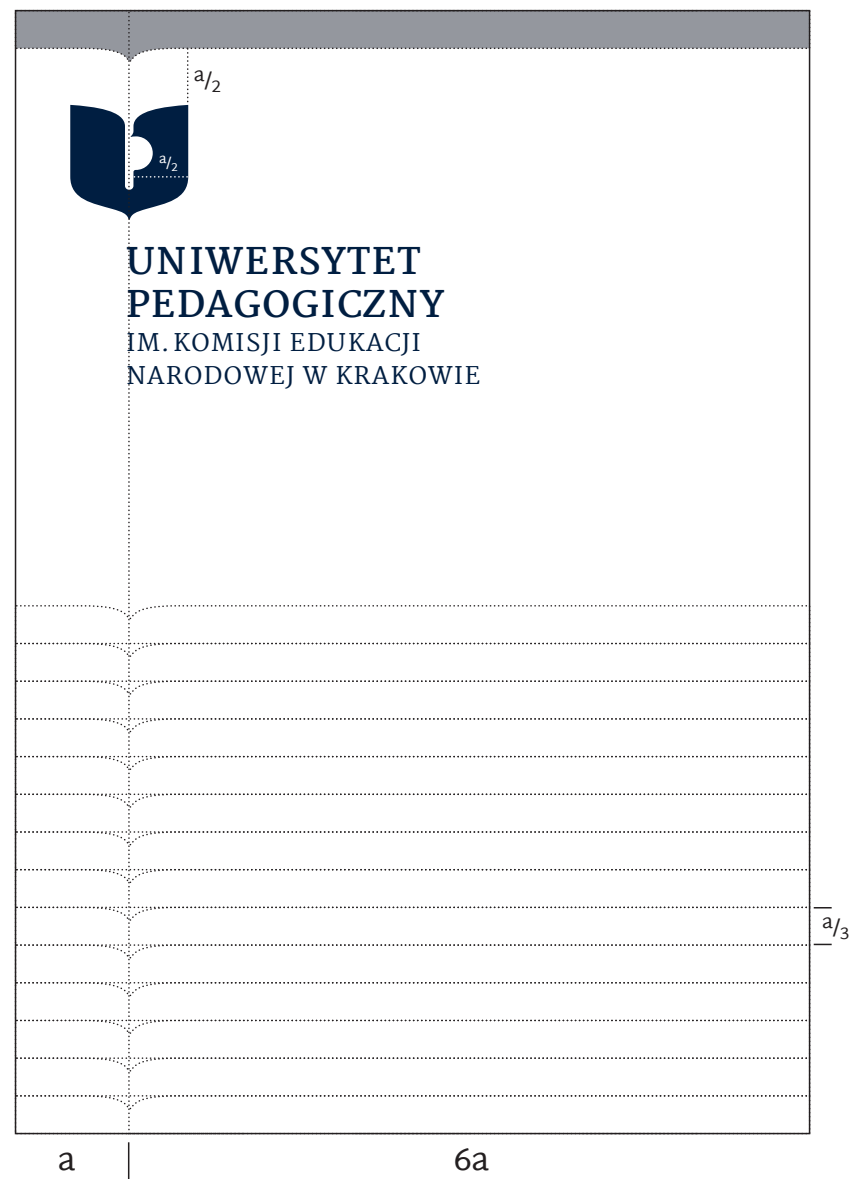 a/2
a/2
UNIWERSYTET
PEDAGOGICZNY
IM. KOMISJI EDUKACJI
NARODOWEJ W KRAKOWIE
a/3
a
6a